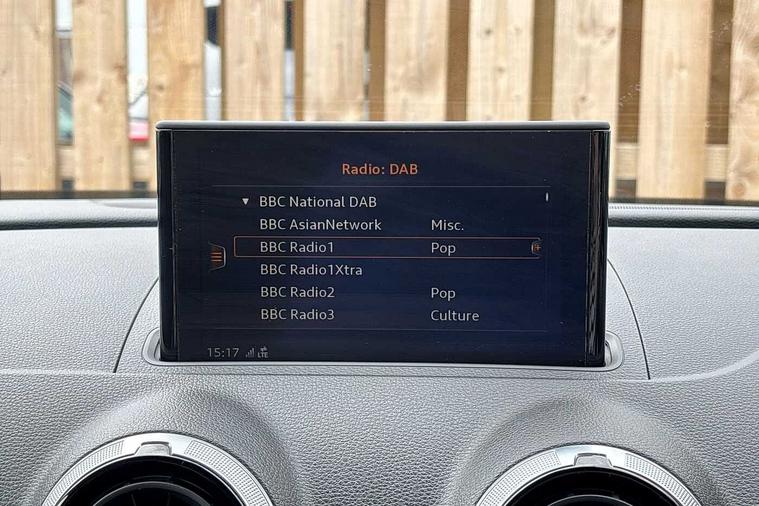 Radio: DAB
▼ BBC National DAB
BBC AsianNetwork Misc.
BBC Radio1 Pop
BBC Radio1Xtra
BBC Radio2 Pop
BBC Radio3 Culture
15:17 LTE